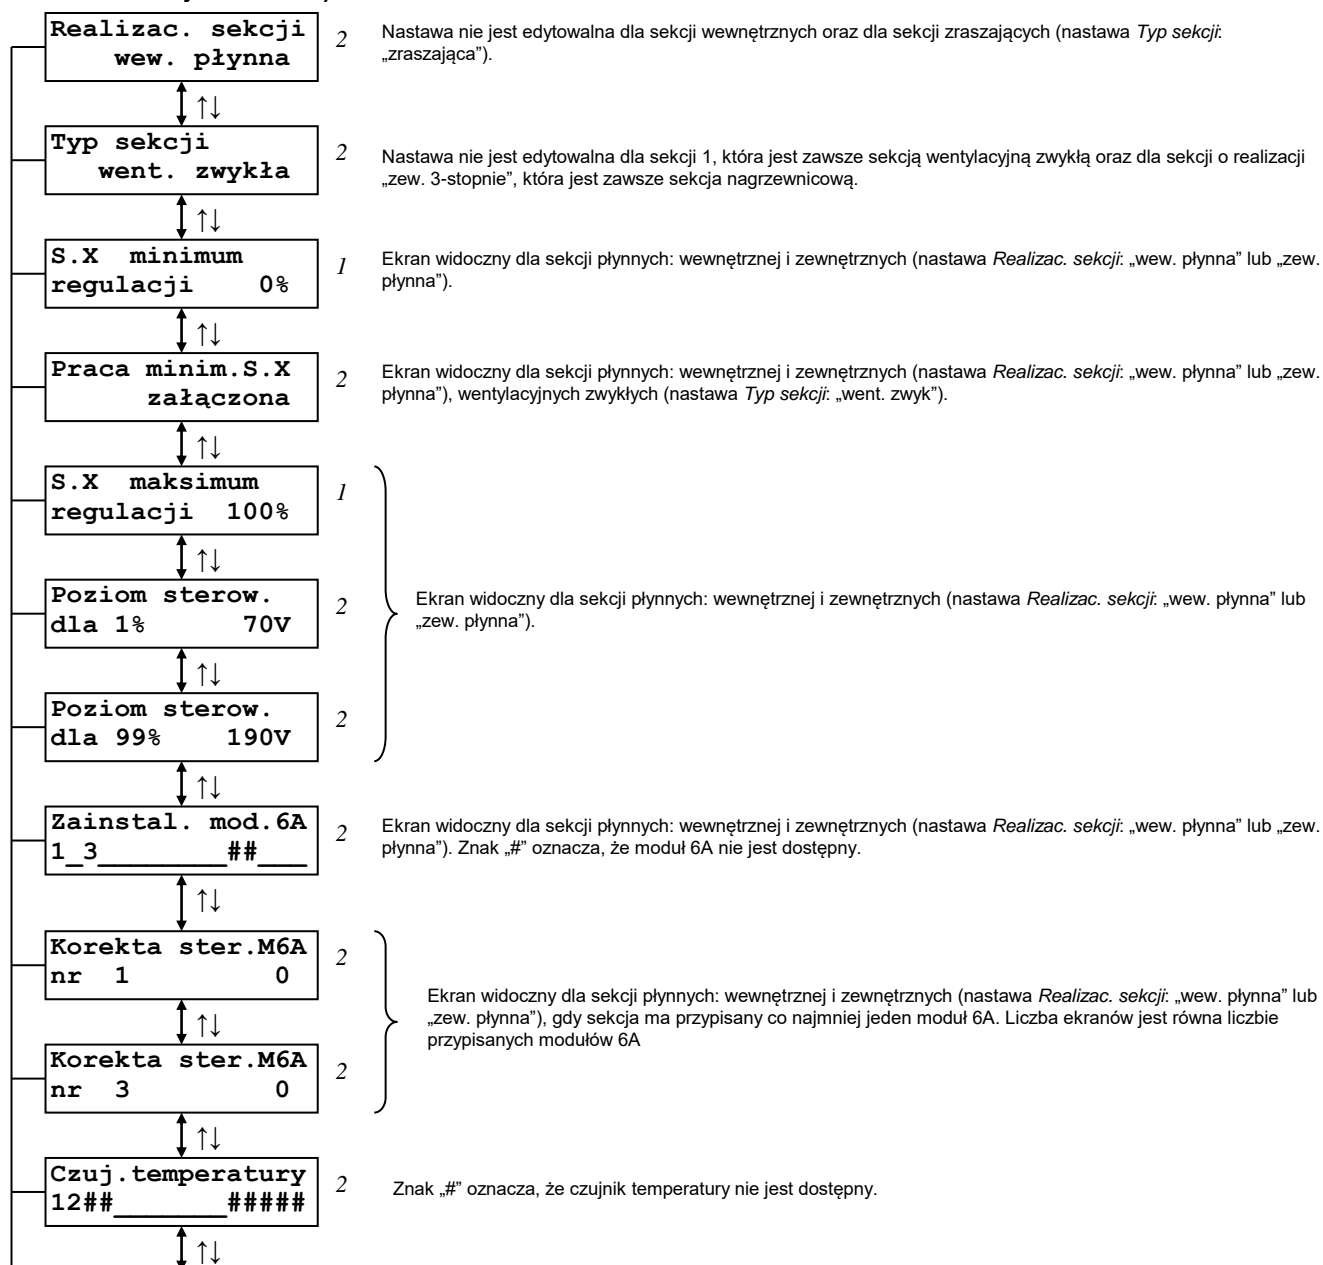 Realizac. sekcji
wew. płynna
2
Nastawa nie jest edytowalna dla sekcji wewnętrznych oraz dla sekcji zraszających (nastawa Typ sekcji:
„zraszająca”).
↑↓
Typ sekcji
went. zwykła
2
Nastawa nie jest edytowalna dla sekcji 1, która jest zawsze sekcją wentylacyjną zwykłą oraz dla sekcji o realizacji
„zew. 3-stopnie”, która jest zawsze sekcja nagrzewnicową.
↑↓
S.X minimum
regulacji 0%
1
Ekran widoczny dla sekcji płynnych: wewnętrznej i zewnętrznych (nastawa Realizac. sekcji: „wew. płynna” lub „zew.
płynna”).
↑↓
Praca minim.S.X
załączona
2
Ekran widoczny dla sekcji płynnych: wewnętrznej i zewnętrznych (nastawa Realizac. sekcji: „wew. płynna” lub „zew.
płynna”), wentylacyjnych zwykłych (nastawa Typ sekcji: „went. zwyk”).
↑↓
S.X maksimum
regulacji 100%
1
↑↓
Poziom sterow.
dla 1% 70V
2
Ekran widoczny dla sekcji płynnych: wewnętrznej i zewnętrznych (nastawa Realizac. sekcji: „wew. płynna” lub
„zew. płynna”).
↑↓
Poziom sterow.
dla 99% 190V
2
↑↓
Zainstal. mod.6A
1_3________##___
2
Ekran widoczny dla sekcji płynnych: wewnętrznej i zewnętrznych (nastawa Realizac. sekcji: „wew. płynna” lub „zew.
płynna”). Znak „#” oznacza, że moduł 6A nie jest dostępny.
↑↓
Korekta ster.M6A
nr 1 0
2
Ekran widoczny dla sekcji płynnych: wewnętrznej i zewnętrznych (nastawa Realizac. sekcji: „wew. płynna” lub
„zew. płynna”), gdy sekcja ma przypisany co najmniej jeden moduł 6A. Liczba ekranów jest równa liczbie
przypisanych modułów 6A
↑↓
Korekta ster.M6A
nr 3 0
2
↑↓
Czuj.temperatury
12##_______#####
2
Znak „#” oznacza, że czujnik temperatury nie jest dostępny.
↑↓